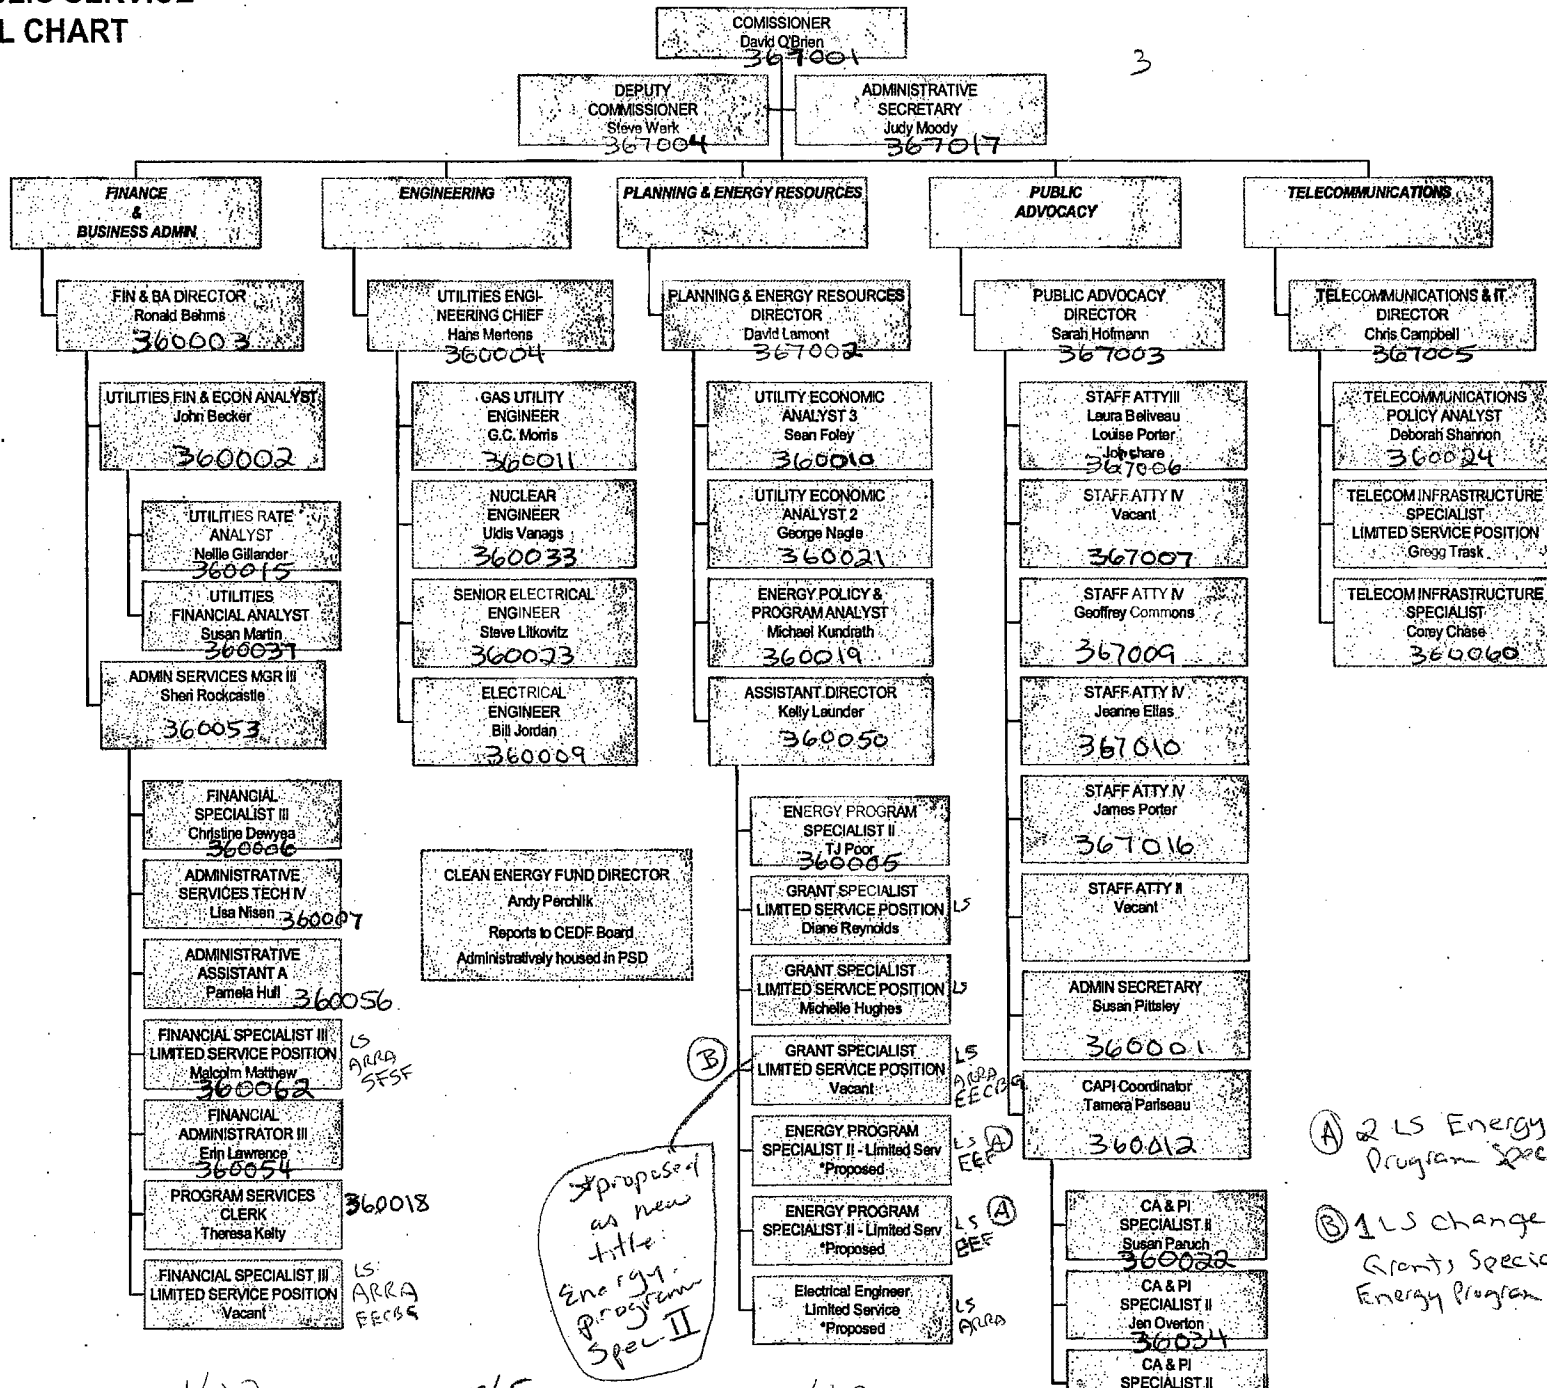 L CHART
COMISSIONER
David O'Brien
367001
3
DEPUTY
COMMISSIONER
Steve Wark
367004
ADMINISTRATIVE
SECRETARY
Judy Moody
367017
FINANCE
&
BUSINESS ADMIN
ENGINEERING
PLANNING & ENERGY RESOURCES
PUBLIC
ADVOCACY
TELECOMMUNICATIONS
FIN & BA DIRECTOR
Ronald Behrns
360003
UTILITIES ENGI-
NEERING CHIEF
Hans Mertens
360004
PLANNING & ENERGY RESOURCES
DIRECTOR
David Lamont
367002
PUBLIC ADVOCACY
DIRECTOR
Sarah Hofmann
367003
TELECOMMUNICATIONS & IT
DIRECTOR
Chris Campbell
367005
UTILITIES FIN & ECON ANALYST
John Becker
360002
UTILITIES RATE
ANALYST
Nellie Gillander
360015
UTILITIES
FINANCIAL ANALYST
Susan Martin
360037
ADMIN SERVICES MGR III
Sheri Rockcastle
360053
FINANCIAL
SPECIALIST III
Christine Dewyea
360006
ADMINISTRATIVE
SERVICES TECH IV
Lisa Nisen 360007
ADMINISTRATIVE
ASSISTANT A
Pamela Hull 360056
FINANCIAL SPECIALIST III
LIMITED SERVICE POSITION
Malcolm Matthew
360062
LS
ARRA
SFSF
FINANCIAL
ADMINISTRATOR III
Erin Lawrence
360054
PROGRAM SERVICES
CLERK
Theresa Kelty
360018
FINANCIAL SPECIALIST III
LIMITED SERVICE POSITION
Vacant
LS
ARRA
EECBG
GAS UTILITY
ENGINEER
G.C. Morris
360011
NUCLEAR
ENGINEER
Uldis Vanags
360033
SENIOR ELECTRICAL
ENGINEER
Steve Litkovitz
360023
ELECTRICAL
ENGINEER
Bill Jordan
360009
CLEAN ENERGY FUND DIRECTOR
Andy Perchlik
Reports to CEDF Board
Administratively housed in PSD
UTILITY ECONOMIC
ANALYST 3
Sean Foley
360010
UTILITY ECONOMIC
ANALYST 2
George Nagle
360021
ENERGY POLICY &
PROGRAM ANALYST
Michael Kundrath
360019
ASSISTANT DIRECTOR
Kelly Launder
360050
ENERGY PROGRAM
SPECIALIST II
TJ Poor
360005
GRANT SPECIALIST
LIMITED SERVICE POSITION
Diane Reynolds
LS
GRANT SPECIALIST
LIMITED SERVICE POSITION
Michelle Hughes
LS
B
GRANT SPECIALIST
LIMITED SERVICE POSITION
Vacant
LS
ARRA
EECBG
ENERGY PROGRAM
SPECIALIST II - Limited Serv
*Proposed
LS A
EEF
ENERGY PROGRAM
SPECIALIST II - Limited Serv
*Proposed
LS A
EEF
Electrical Engineer
Limited Service
*Proposed
LS
ARRA
*proposed
as new
title:
Energy
program
Spec II
STAFF ATTY III
Laura Beliveau
Louise Porter
367006
STAFF ATTY IV
Vacant
367007
STAFF ATTY IV
Geoffrey Commons
367009
STAFF ATTY IV
Jeanne Elias
367010
STAFF ATTY IV
James Porter
367016
STAFF ATTY II
Vacant
ADMIN SECRETARY
Susan Pittsley
360001
CAPI Coordinator
Tamera Pariseau
360012
CA & PI
SPECIALIST II
Susan Paruch
360022
CA & PI
SPECIALIST II
Jen Overton
36034
CA & PI
SPECIALIST II
TELECOMMUNICATIONS
POLICY ANALYST
Deborah Shannon
360024
TELECOM INFRASTRUCTURE
SPECIALIST
LIMITED SERVICE POSITION
Gregg Trask
TELECOM INFRASTRUCTURE
SPECIALIST
Corey Chase
360060
A 2 LS Energy
Program Spec
B 1 LS change
Grants Specia
Energy Program